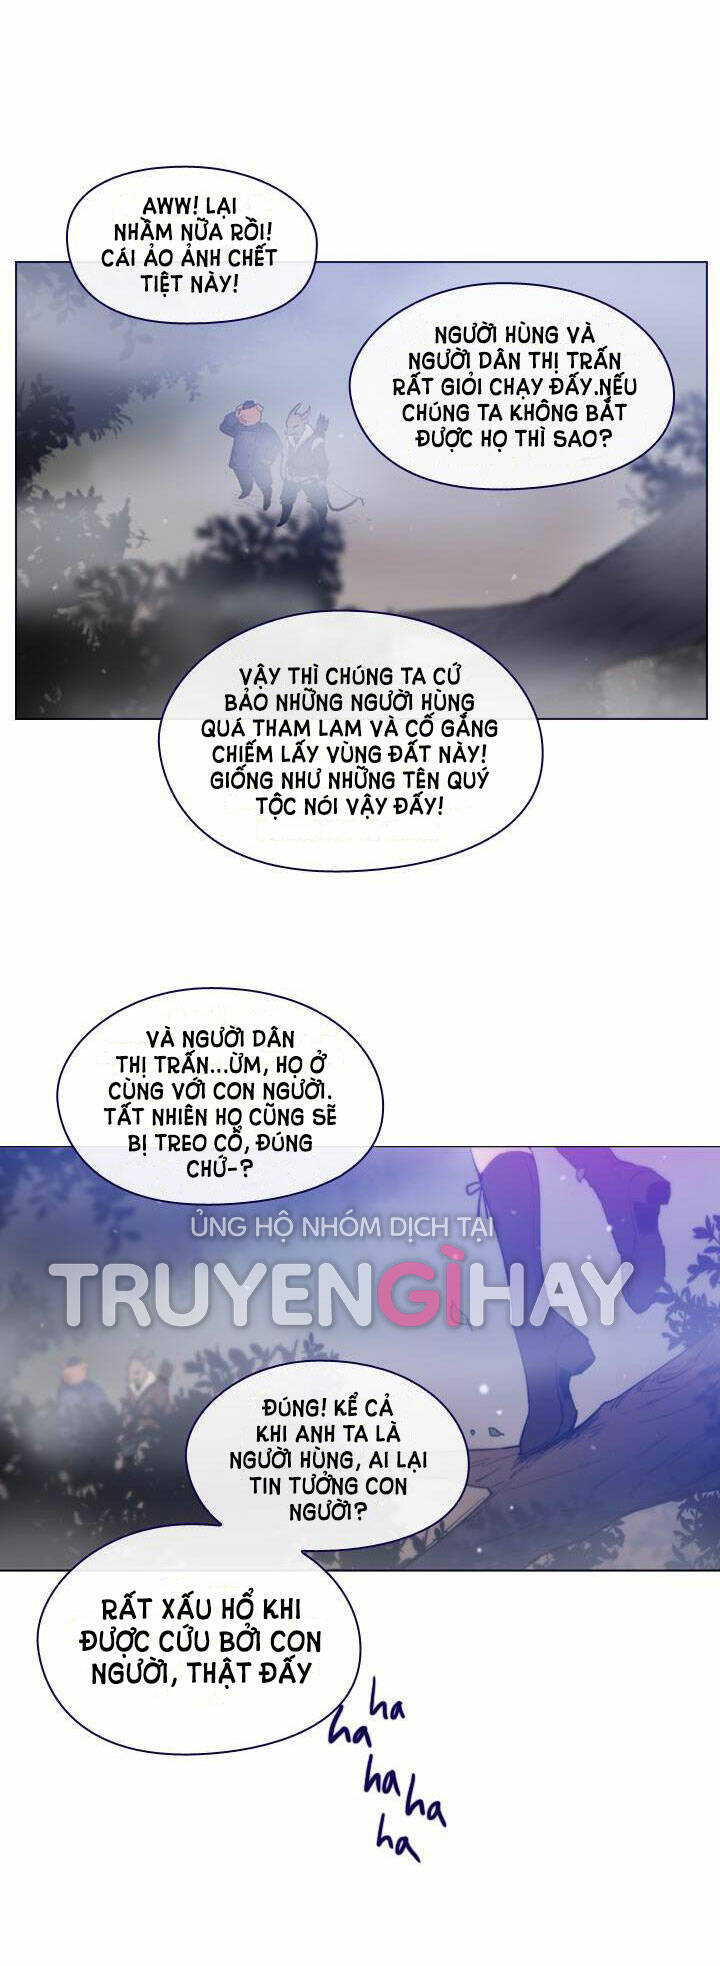 AWW! LẠI
NHẦM NỮA RỒI!
CÁI ẢO ẢNH CHẾT
TIỆT NÀY!
NGƯỜI HÙNG VÀ
NGƯỜI DÂN THỊ TRẤN
RẤT GIỎI CHẠY ĐẤY.NẾU
CHÚNG TA KHÔNG BẮT
ĐƯỢC HỌ THÌ SAO?
VẬY THÌ CHÚNG TA CỨ
BẢO NHỮNG NGƯỜI HÙNG
QUÁ THAM LAM VÀ CỐ GẮNG
CHIẾM LẤY VÙNG ĐẤT NÀY!
GIỐNG NHƯ NHỮNG TÊN QUÝ
TỘC NÓI VẬY ĐẤY!
VÀ NGƯỜI DÂN
THỊ TRẤN...ỪM, HỌ Ở
CÙNG VỚI CON NGƯỜI.
TẤT NHIÊN HỌ CŨNG SẼ
BỊ TREO CỔ, ĐÚNG
CHỨ-?
ỦNG HỘ NHÓM DỊCH TẠI
TRUYENGIHAY
ĐÚNG! KỂ CẢ
KHI ANH TA LÀ
NGƯỜI HÙNG, AI LẠI
TIN TƯỞNG CON
NGƯỜI?
RẤT XẤU HỔ KHI
ĐƯỢC CỨU BỞI CON
NGƯỜI, THẬT ĐẤY
ha
ha
ha
ha
ha